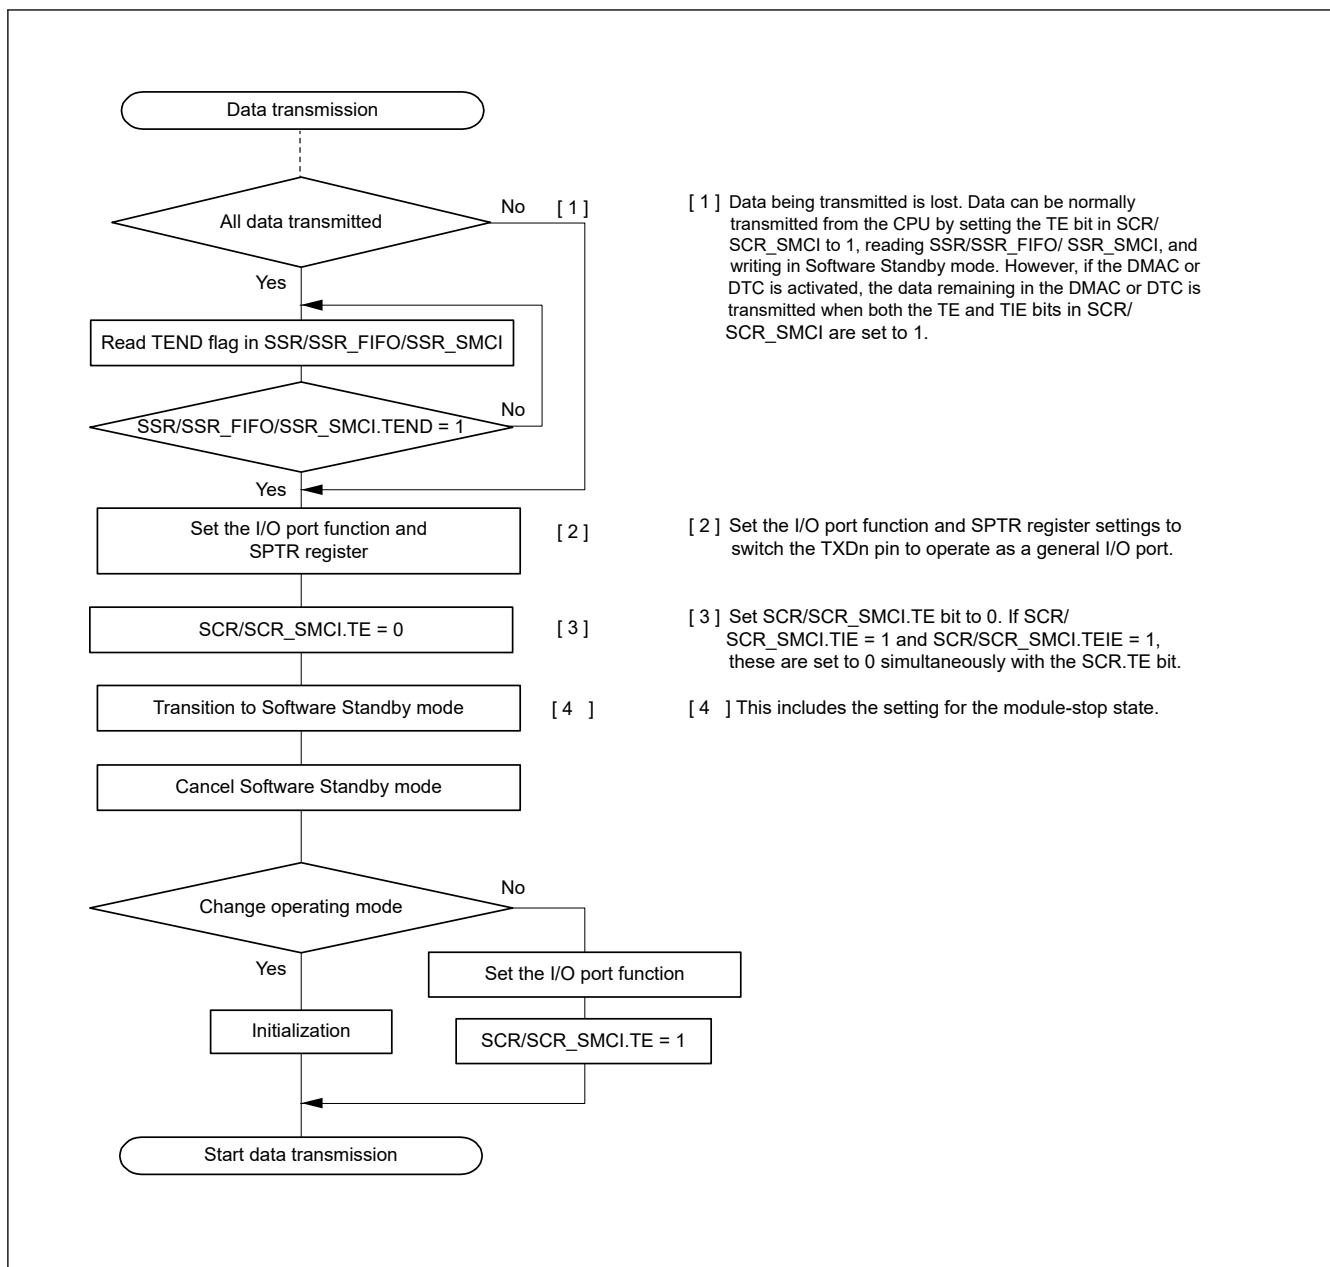 Data transmission
All data transmitted
No
[ 1 ]
Yes
Read TEND flag in SSR/SSR_FIFO/SSR_SMCI
SSR/SSR_FIFO/SSR_SMCI.TEND = 1
No
Yes
Set the I/O port function and
SPTR register
[ 2 ]
SCR/SCR_SMCI.TE = 0
[ 3 ]
Transition to Software Standby mode
[ 4 ]
Cancel Software Standby mode
Change operating mode
No
Yes
Set the I/O port function
Initialization
SCR/SCR_SMCI.TE = 1
Start data transmission
[ 1 ] Data being transmitted is lost. Data can be normally
transmitted from the CPU by setting the TE bit in SCR/
SCR_SMCI to 1, reading SSR/SSR_FIFO/ SSR_SMCI, and
writing in Software Standby mode. However, if the DMAC or
DTC is activated, the data remaining in the DMAC or DTC is
transmitted when both the TE and TIE bits in SCR/
SCR_SMCI are set to 1.
[ 2 ] Set the I/O port function and SPTR register settings to
switch the TXDn pin to operate as a general I/O port.
[ 3 ] Set SCR/SCR_SMCI.TE bit to 0. If SCR/
SCR_SMCI.TIE = 1 and SCR/SCR_SMCI.TEIE = 1,
these are set to 0 simultaneously with the SCR.TE bit.
[ 4 ] This includes the setting for the module-stop state.